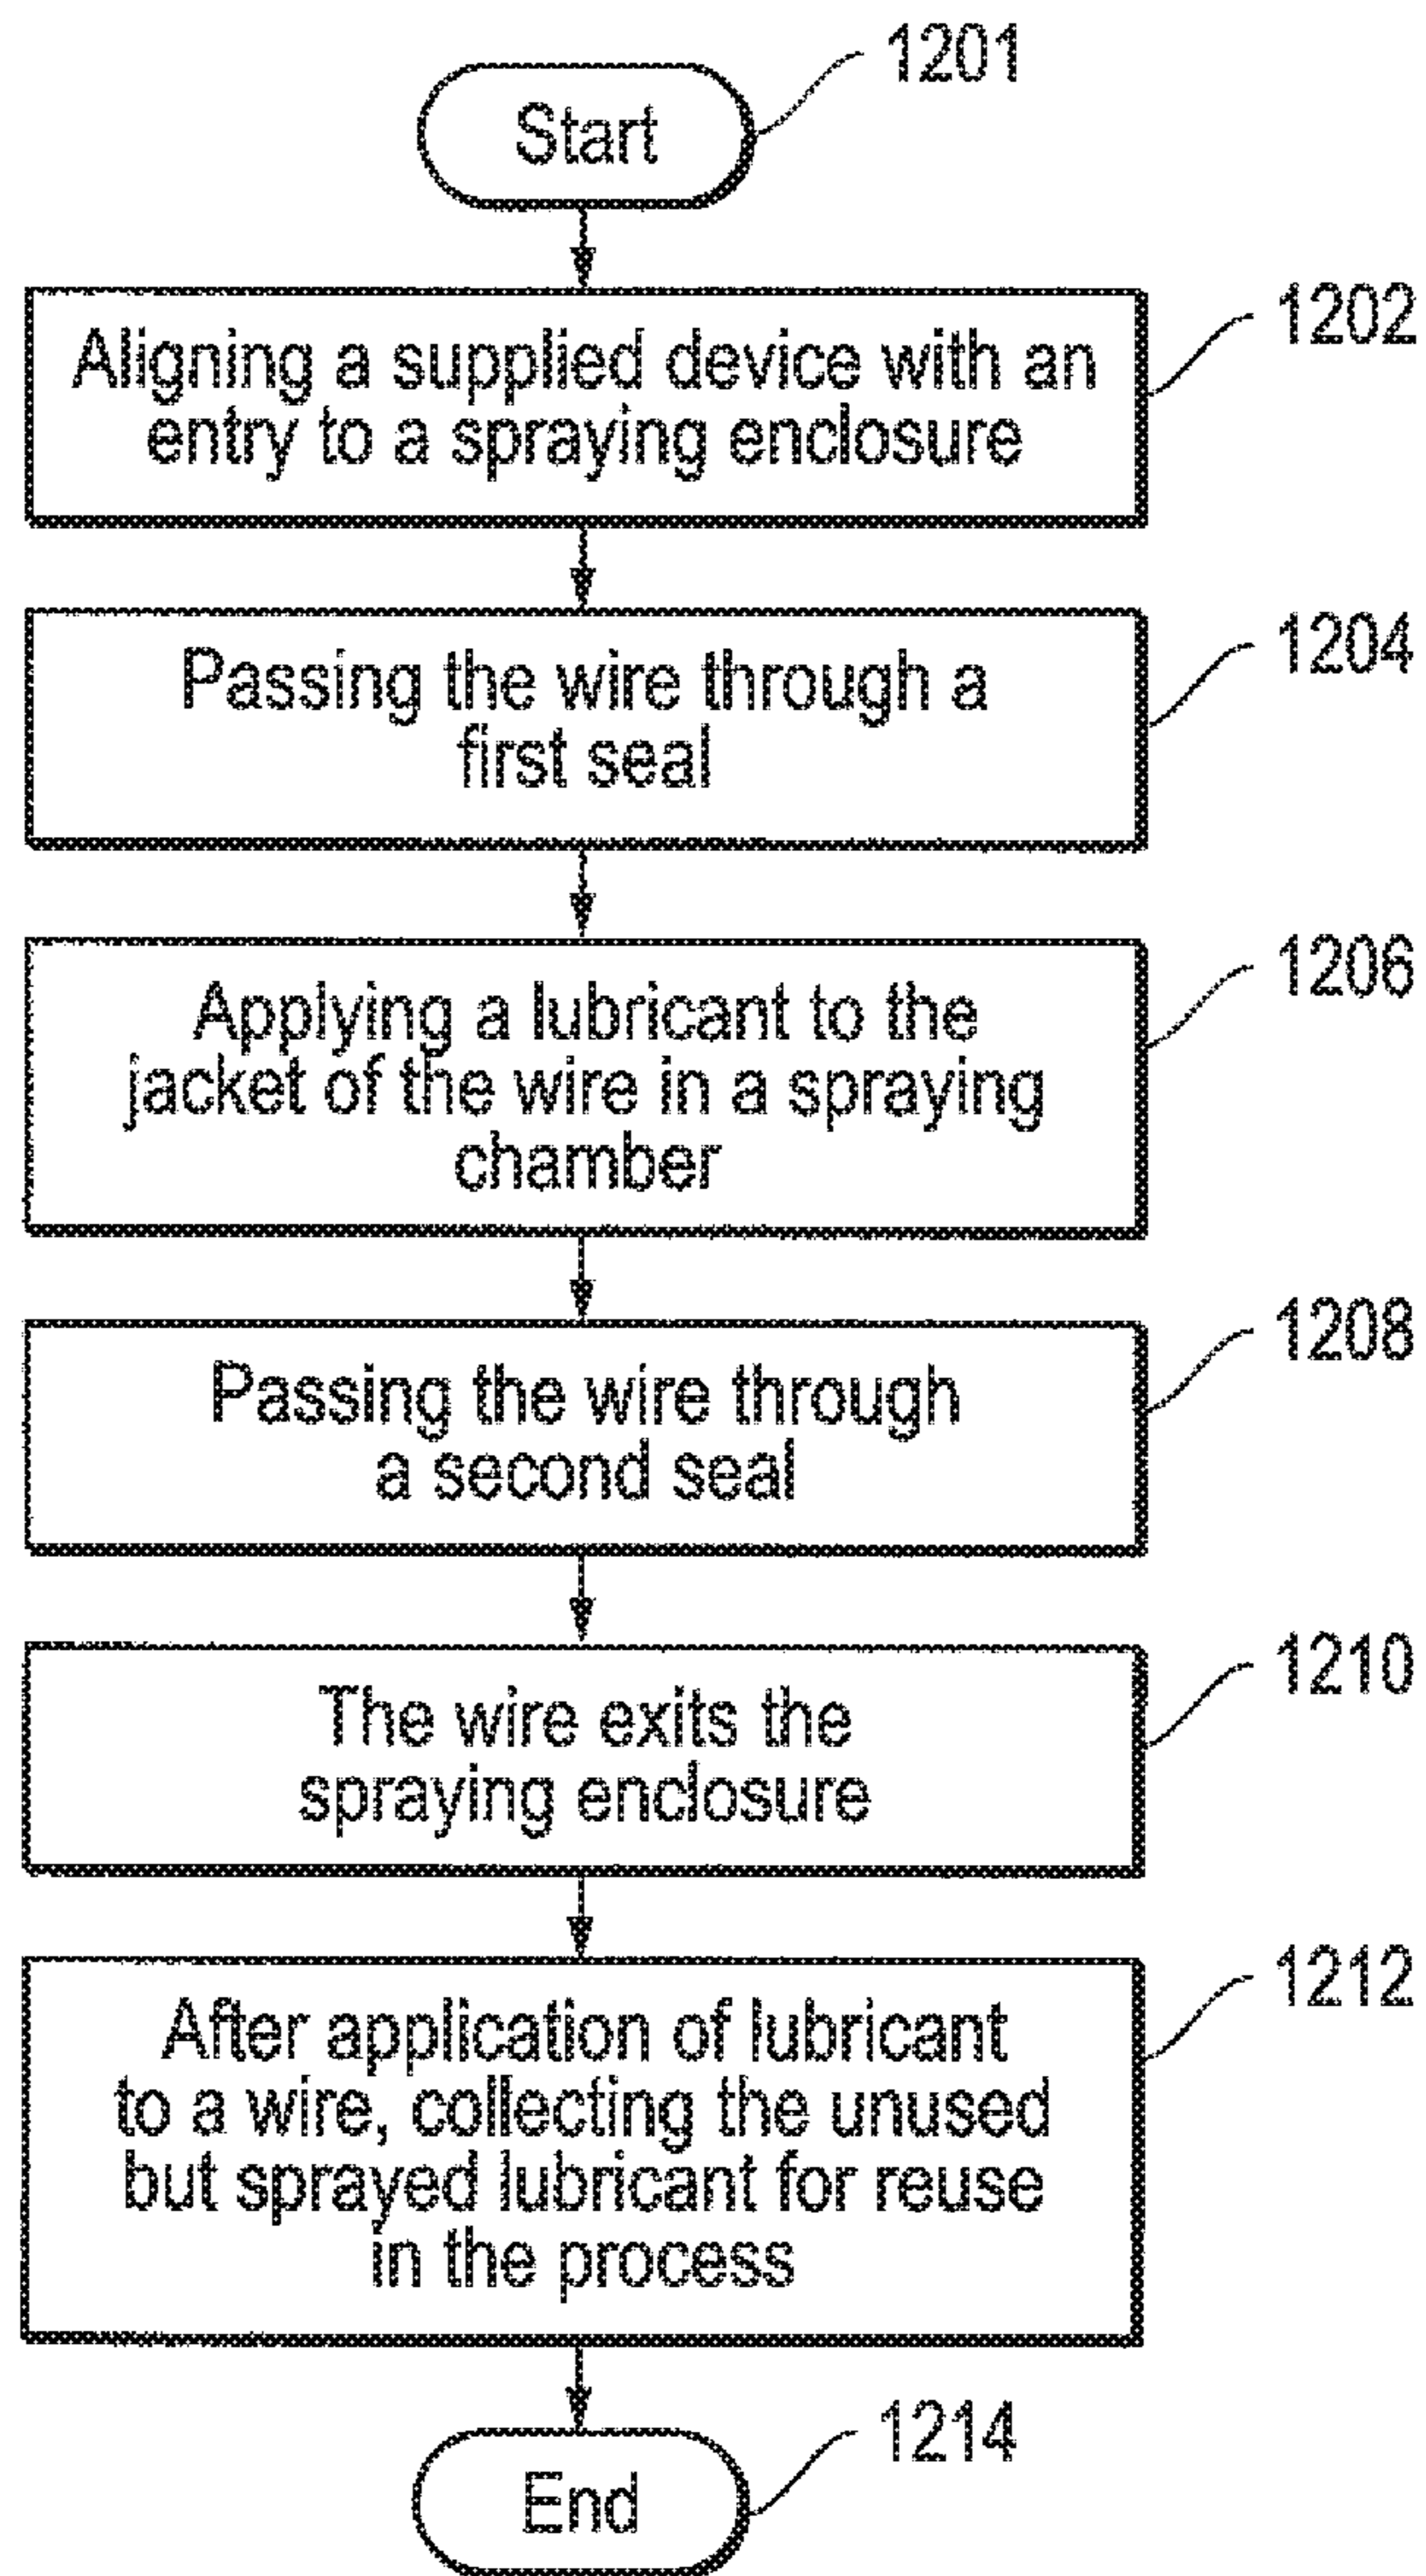 1201
Start
1202
Aligning a supplied device with an
entry to a spraying enclosure
1204
Passing the wire through a
first seal
1206
Applying a lubricant to the
jacket of the wire in a spraying
chamber
1208
Passing the wire through
a second seal
1210
The wire exits the
spraying enclosure
1212
After application of lubricant
to a wire, collecting the unused
but sprayed lubricant for reuse
in the process
1214
End